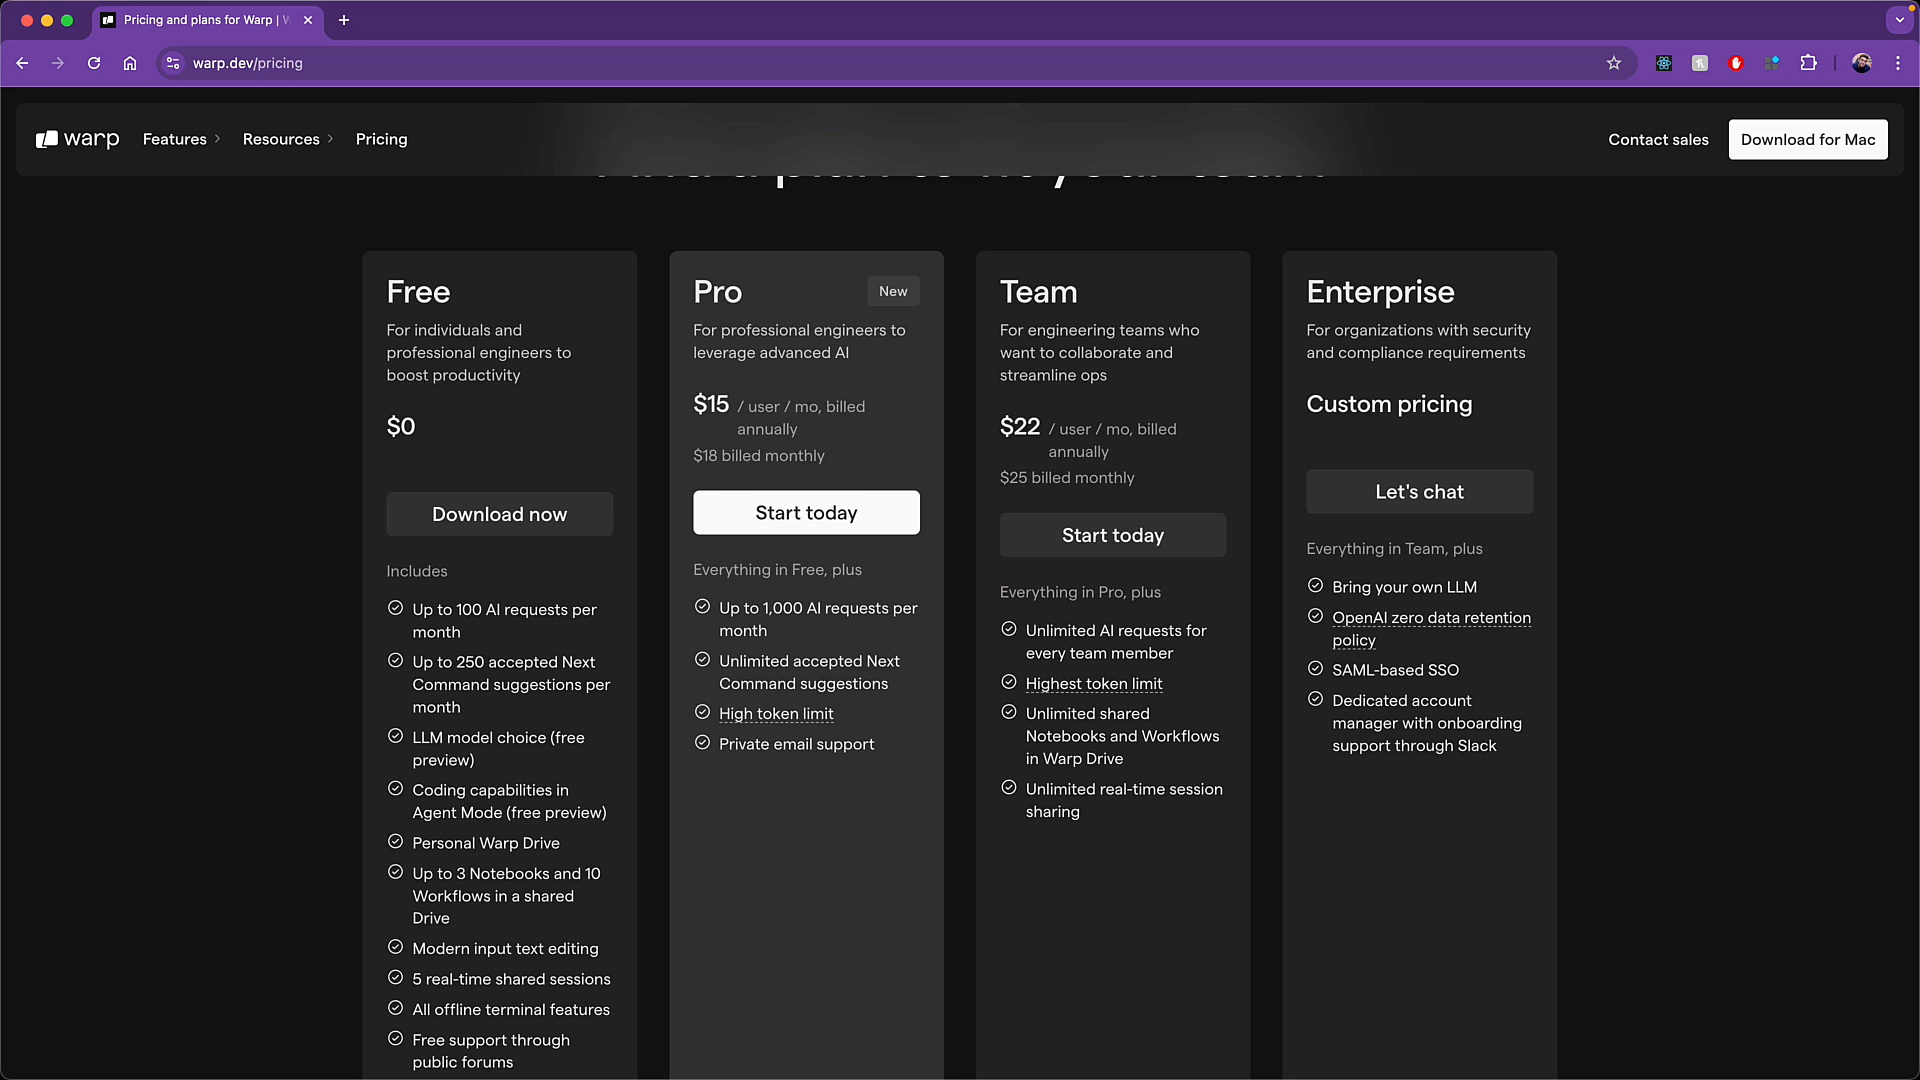 Pricing and plans for Warp |
warp.dev/pricing
warp
Features
Resources
Pricing
Contact sales
Download for Mac
Free
For individuals and
professional engineers to
boost productivity
$0
Download now
Includes
Up to 100 AI requests per
month
Up to 250 accepted Next
Command suggestions per
month
LLM model choice (free
preview)
Coding capabilities in
Agent Mode (free preview)
Personal Warp Drive
Up to 3 Notebooks and 10
Workflows in a shared
Drive
Modern input text editing
5 real-time shared sessions
All offline terminal features
Free support through
public forums
Pro
New
For professional engineers to
leverage advanced AI
$15 / user / mo, billed
annually
$18 billed monthly
Start today
Everything in Free, plus
Up to 1,000 AI requests per
month
Unlimited accepted Next
Command suggestions
High token limit
Private email support
Team
For engineering teams who
want to collaborate and
streamline ops
$22 / user / mo, billed
annually
$25 billed monthly
Start today
Everything in Pro, plus
Unlimited AI requests for
every team member
Highest token limit
Unlimited shared
Notebooks and Workflows
in Warp Drive
Unlimited real-time session
sharing
Enterprise
For organizations with security
and compliance requirements
Custom pricing
Let's chat
Everything in Team, plus
Bring your own LLM
OpenAI zero data retention
policy
SAML-based SSO
Dedicated account
manager with onboarding
support through Slack